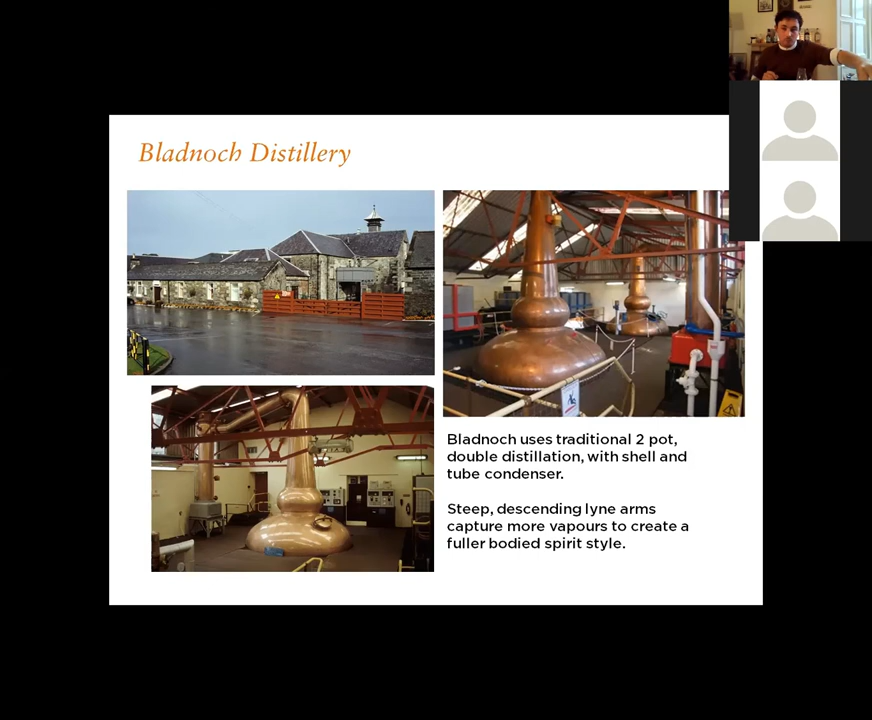 Bladnoch Distillery
Bladnoch uses traditional 2 pot,
double distillation, with shell and
tube condenser.
Steep, descending lyne arms
capture more vapours to create a
fuller bodied spirit style.